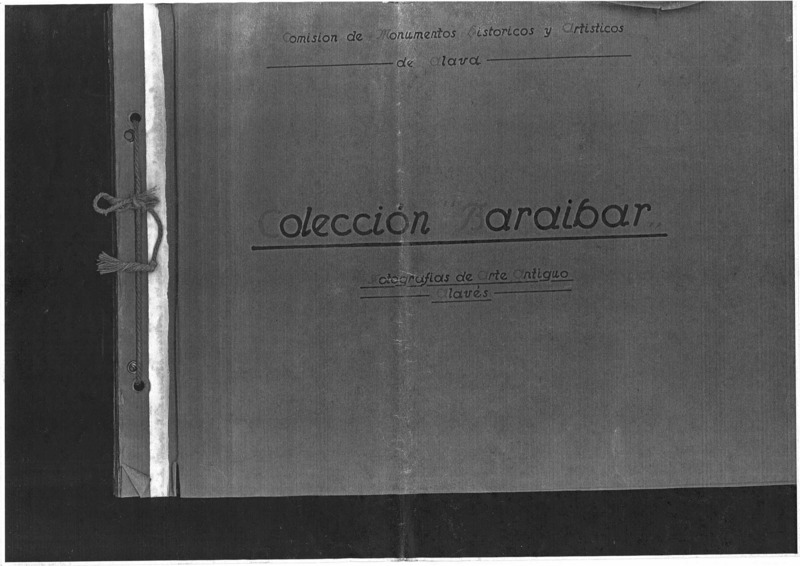 Comision de Monumentos Historicos y Artisticos
de Alava
Colección Baraibar..
Fotografias de Arte Antiguo
Alavés